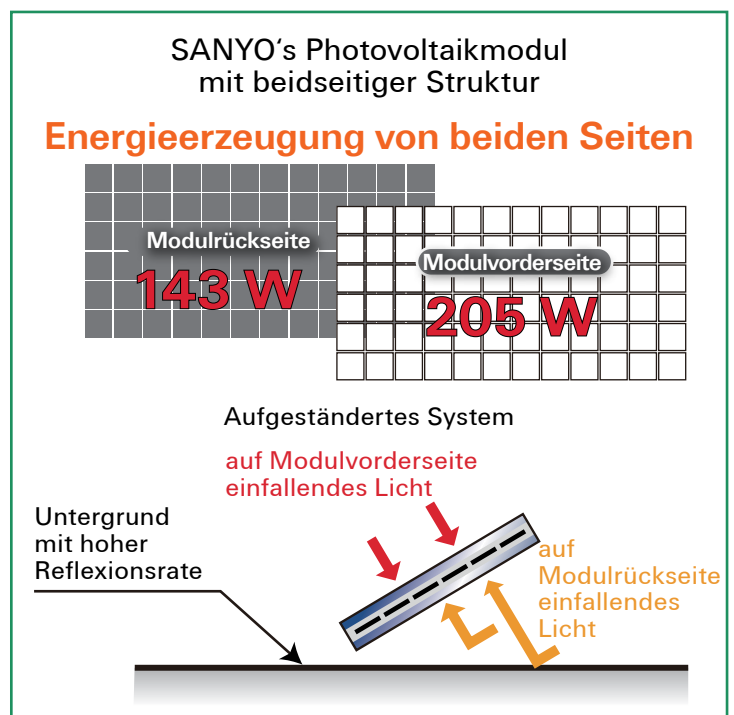 SANYO‘s Photovoltaikmodul
mit beidseitiger Struktur
Energieerzeugung von beiden Seiten
Modulrückseite
143 W
Modulvorderseite
205 W
Aufgeständertes System
auf Modulvorderseite
einfallendes Licht
Untergrund
mit hoher
Reflexionsrate
auf
Modulrückseite
einfallendes
Licht